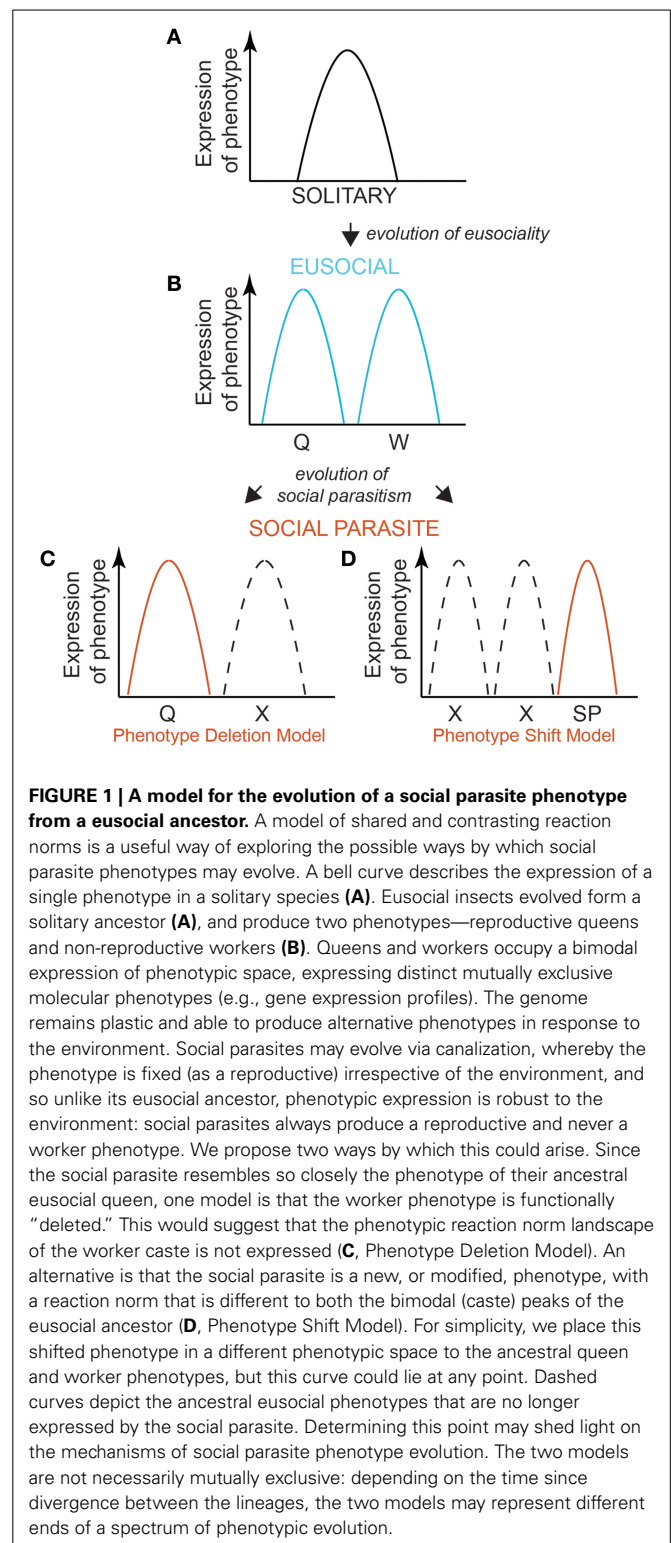 A
Expression
of phenotype
SOLITARY
evolution of eusociality
EUSOCIAL
B
Expression
of phenotype
Q W
evolution of
social parasitism
SOCIAL PARASITE
C
Expression
of phenotype
Q X
Phenotype Deletion Model
D
Expression
of phenotype
X X SP
Phenotype Shift Model
FIGURE 1 | A model for the evolution of a social parasite phenotype
from a eusocial ancestor. A model of shared and contrasting reaction
norms is a useful way of exploring the possible ways by which social
parasite phenotypes may evolve. A bell curve describes the expression of a
single phenotype in a solitary species (A). Eusocial insects evolved form a
solitary ancestor (A), and produce two phenotypes—reproductive queens
and non-reproductive workers (B). Queens and workers occupy a bimodal
expression of phenotypic space, expressing distinct mutually exclusive
molecular phenotypes (e.g., gene expression profiles). The genome
remains plastic and able to produce alternative phenotypes in response to
the environment. Social parasites may evolve via canalization, whereby the
phenotype is fixed (as a reproductive) irrespective of the environment, and
so unlike its eusocial ancestor, phenotypic expression is robust to the
environment: social parasites always produce a reproductive and never a
worker phenotype. We propose two ways by which this could arise. Since
the social parasite resembles so closely the phenotype of their ancestral
eusocial queen, one model is that the worker phenotype is functionally
“deleted.” This would suggest that the phenotypic reaction norm landscape
of the worker caste is not expressed (C, Phenotype Deletion Model). An
alternative is that the social parasite is a new, or modified, phenotype, with
a reaction norm that is different to both the bimodal (caste) peaks of the
eusocial ancestor (D, Phenotype Shift Model). For simplicity, we place this
shifted phenotype in a different phenotypic space to the ancestral queen
and worker phenotypes, but this curve could lie at any point. Dashed
curves depict the ancestral eusocial phenotypes that are no longer
expressed by the social parasite. Determining this point may shed light on
the mechanisms of social parasite phenotype evolution. The two models
are not necessarily mutually exclusive: depending on the time since
divergence between the lineages, the two models may represent different
ends of a spectrum of phenotypic evolution.